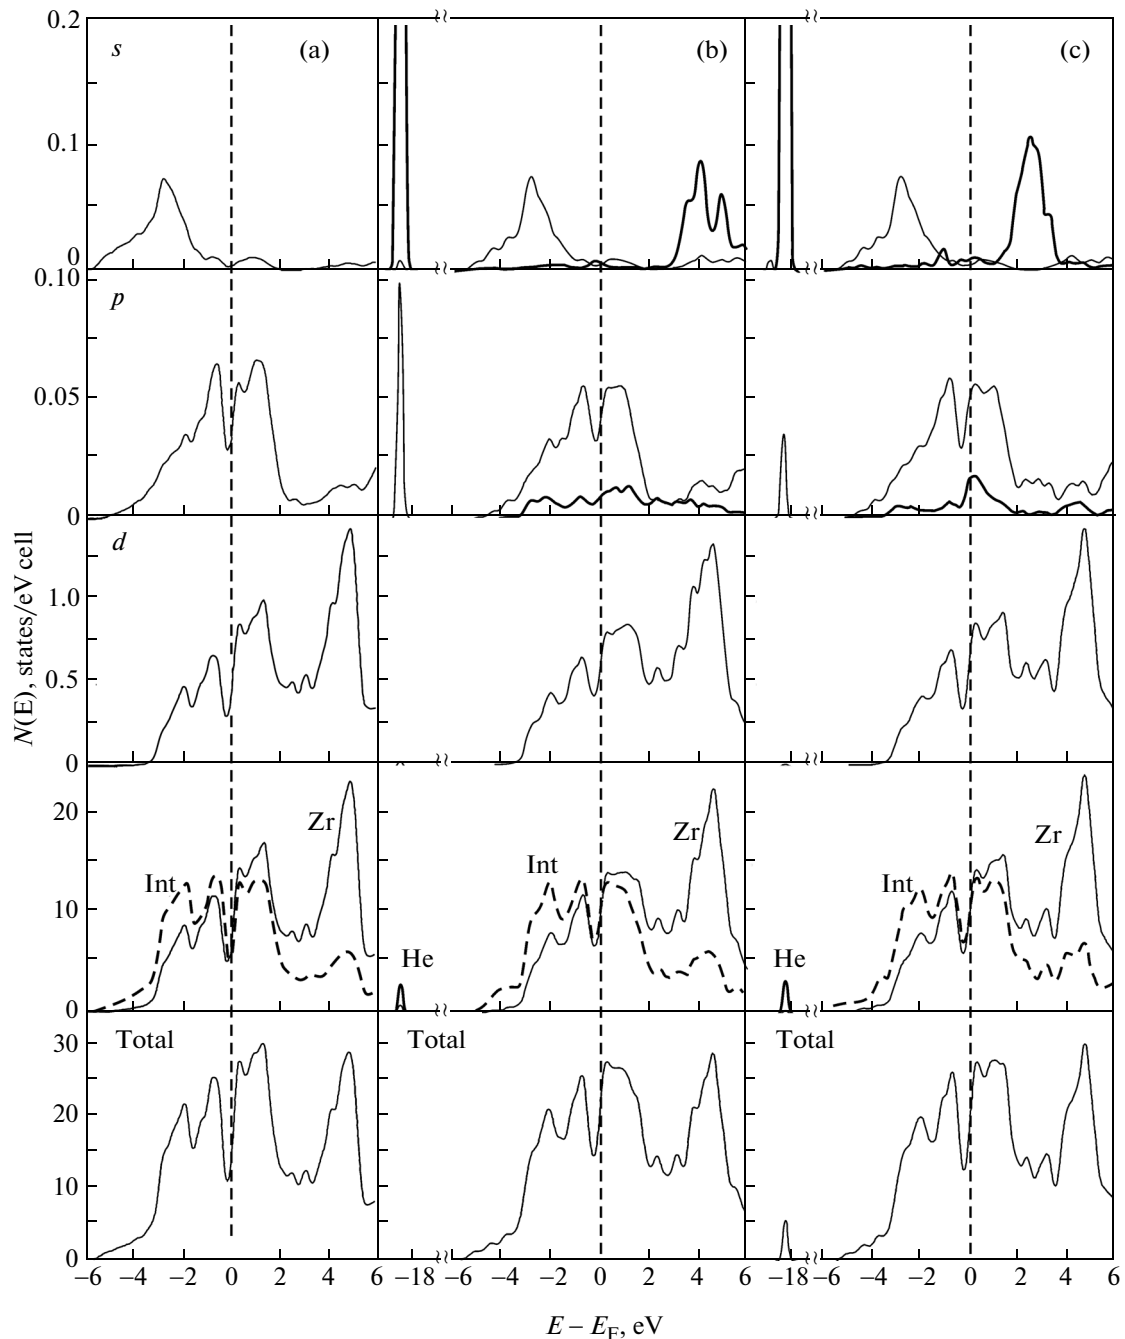 0.2
s
(a)
(b)
(c)
0.1
0
0.10
p
0.05
0
d
1.0
0.5
0
N(E), states/eV cell
20
Zr
Zr
Zr
Int
Int
Int
10
He
He
0
Total
Total
Total
30
20
10
0
−6 −4 −2 0 2 4 6 −18 −6 −4 −2 0 2 4 6 −18 −6 −4 −2 0 2 4 6
E – E_F, eV